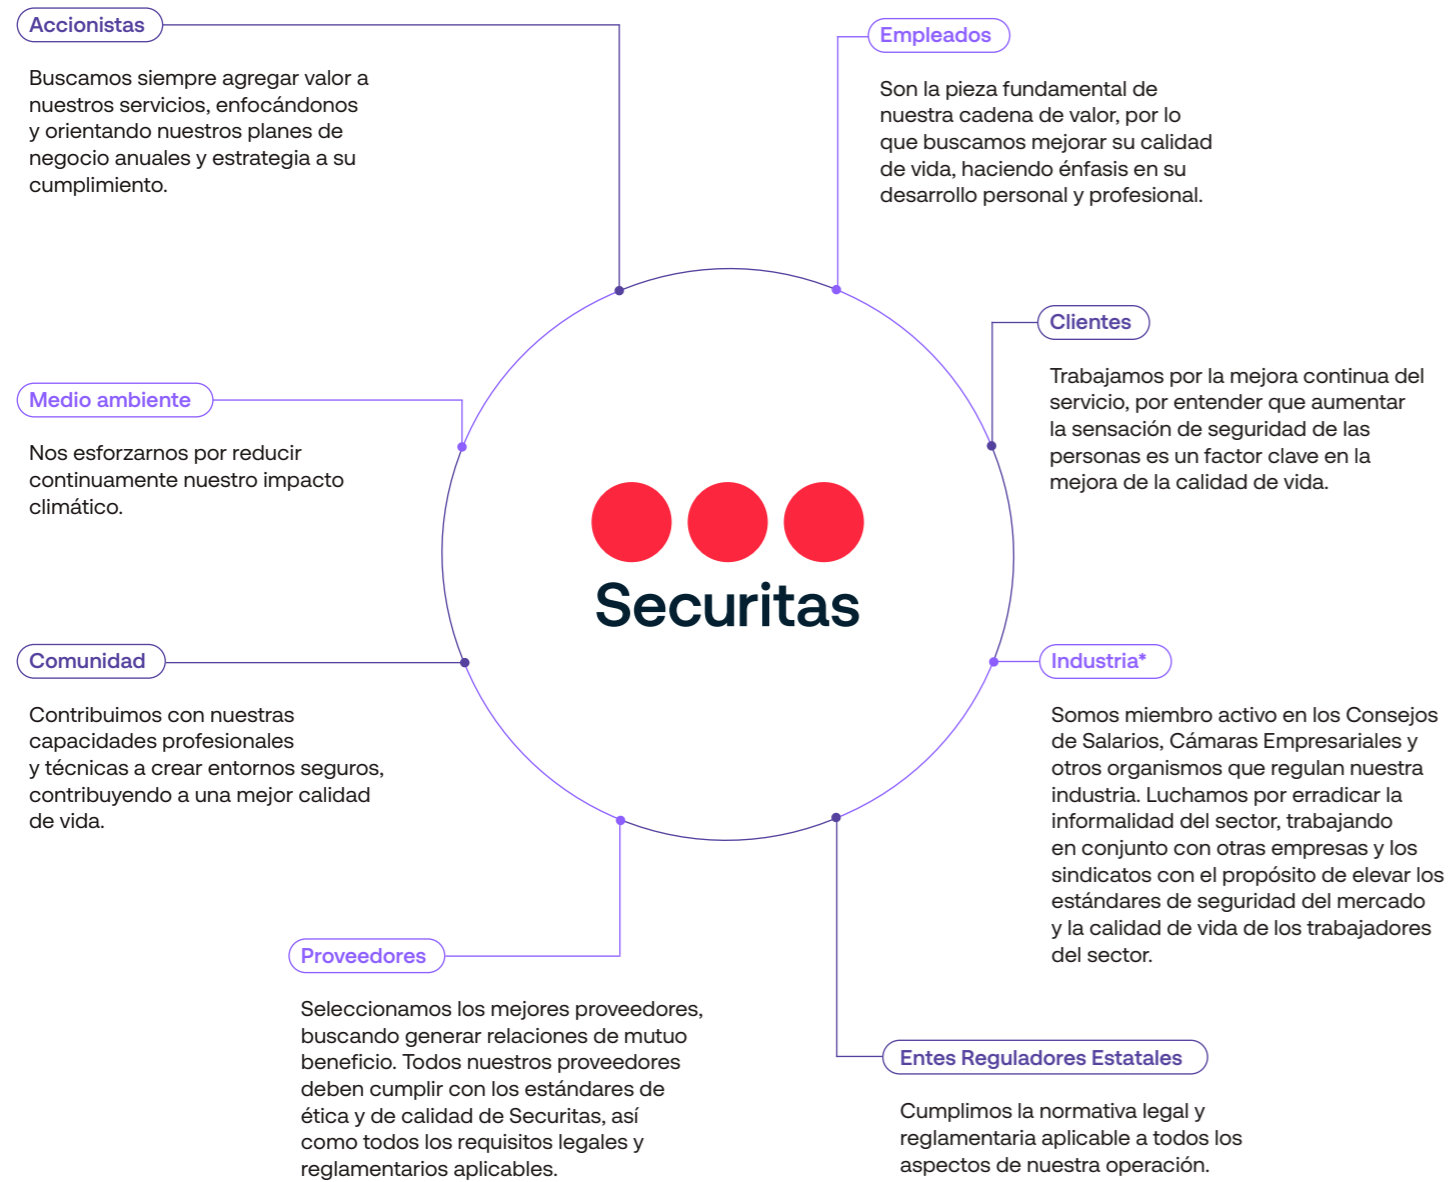 Accionistas
Buscamos siempre agregar valor a
nuestros servicios, enfocándonos
y orientando nuestros planes de
negocio anuales y estrategia a su
cumplimiento.
Empleados
Son la pieza fundamental de
nuestra cadena de valor, por lo
que buscamos mejorar su calidad
de vida, haciendo énfasis en su
desarrollo personal y profesional.
Clientes
Trabajamos por la mejora continua del
servicio, por entender que aumentar
la sensación de seguridad de las
personas es un factor clave en la
mejora de la calidad de vida.
Medio ambiente
Nos esforzarnos por reducir
continuamente nuestro impacto
climático.
Securitas
Comunidad
Contribuimos con nuestras
capacidades profesionales
y técnicas a crear entornos seguros,
contribuyendo a una mejor calidad
de vida.
Industria*
Somos miembro activo en los Consejos
de Salarios, Cámaras Empresariales y
otros organismos que regulan nuestra
industria. Luchamos por erradicar la
informalidad del sector, trabajando
en conjunto con otras empresas y los
sindicatos con el propósito de elevar los
estándares de seguridad del mercado
y la calidad de vida de los trabajadores
del sector.
Proveedores
Seleccionamos los mejores proveedores,
buscando generar relaciones de mutuo
beneficio. Todos nuestros proveedores
deben cumplir con los estándares de
ética y de calidad de Securitas, así
como todos los requisitos legales y
reglamentarios aplicables.
Entes Reguladores Estatales
Cumplimos la normativa legal y
reglamentaria aplicable a todos los
aspectos de nuestra operación.